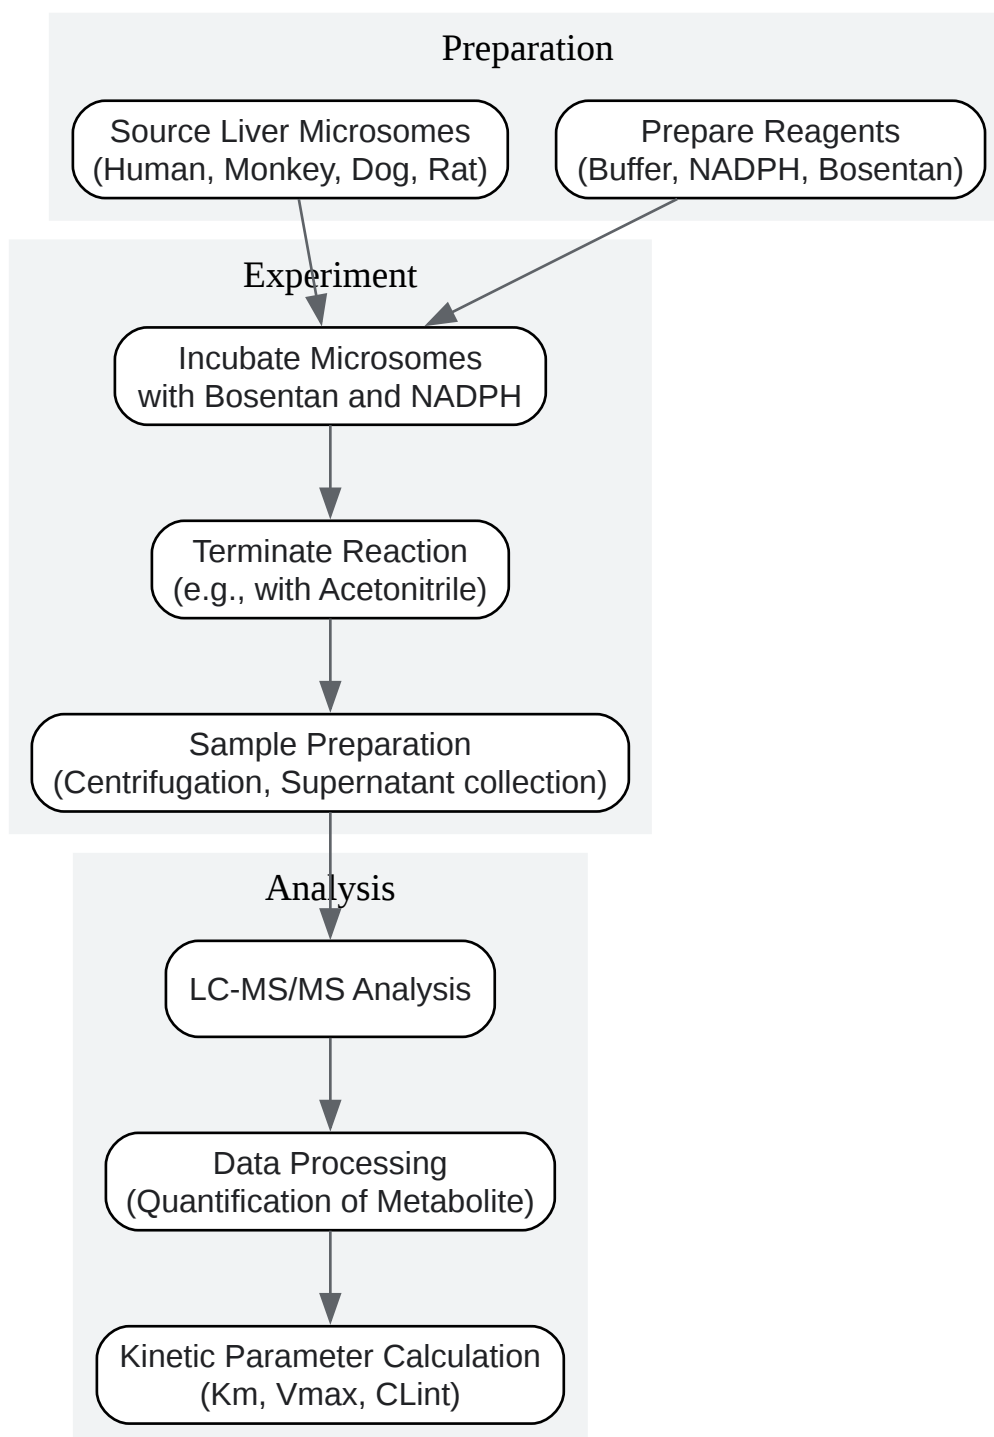 Preparation
Source Liver Microsomes
(Human, Monkey, Dog, Rat)
Prepare Reagents
(Buffer, NADPH, Bosentan)
Experiment
Incubate Microsomes
with Bosentan and NADPH
Terminate Reaction
(e.g., with Acetonitrile)
Sample Preparation
(Centrifugation, Supernatant collection)
Analysis
LC-MS/MS Analysis
Data Processing
(Quantification of Metabolite)
Kinetic Parameter Calculation
(Km, Vmax, CLint)